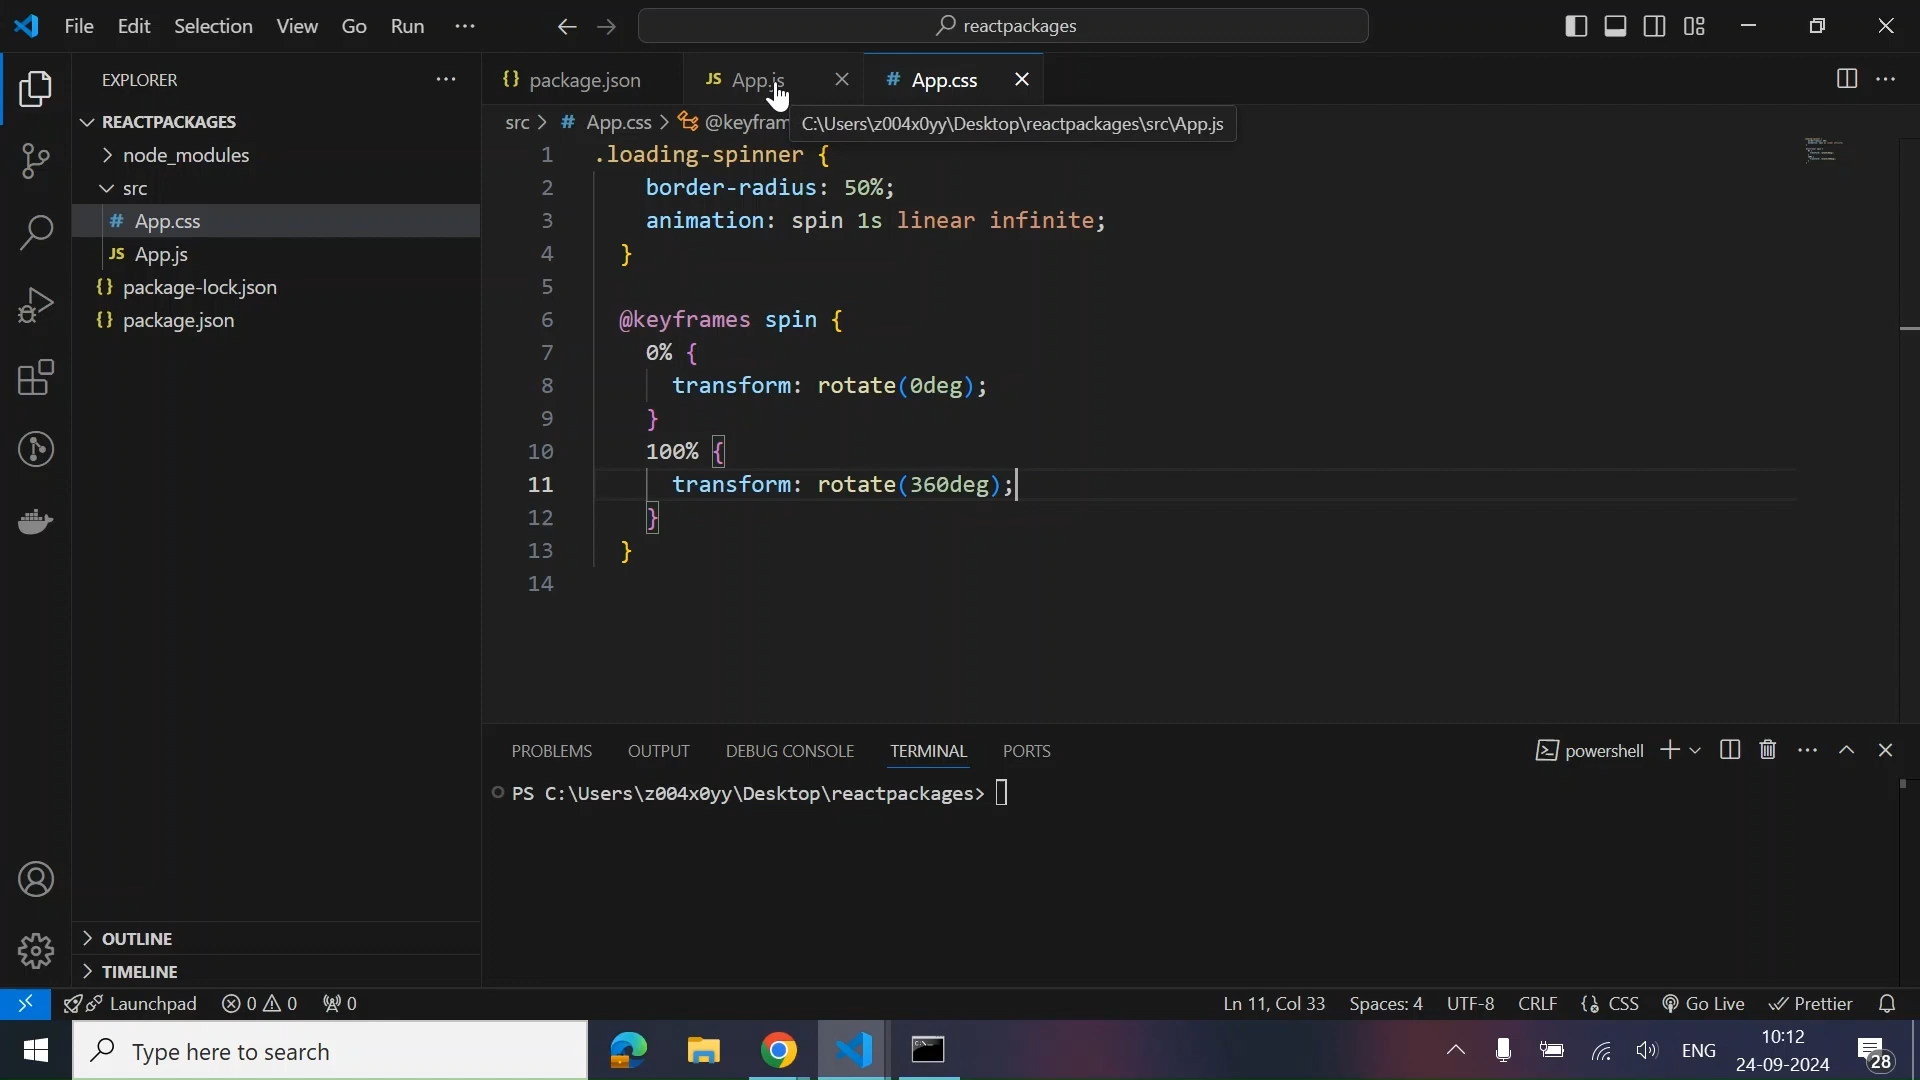 File Edit Selection View Go Run ···
reactpackages
EXPLORER ···
REACTPACKAGES
node_modules
src
# App.css
JS App.js
{} package-lock.json
{} package.json
OUTLINE
TIMELINE
{} package.json JS App.js # App.css
src > # App.css > @keyfram
C:\Users\z004x0yy\Desktop\reactpackages\src\App.js
1 .loading-spinner {
2 border-radius: 50%;
3 animation: spin 1s linear infinite;
4 }
5
6 @keyframes spin {
7 0% {
8 transform: rotate(0deg);
9 }
10 100% {
11 transform: rotate(360deg);
12 }
13 }
14
PROBLEMS OUTPUT DEBUG CONSOLE TERMINAL PORTS
powershell
PS C:\Users\z004x0yy\Desktop\reactpackages>
Launchpad 0 0 0
Ln 11, Col 33 Spaces: 4 UTF-8 CRLF {} CSS Go Live Prettier
Type here to search
ENG
10:12
24-09-2024
28